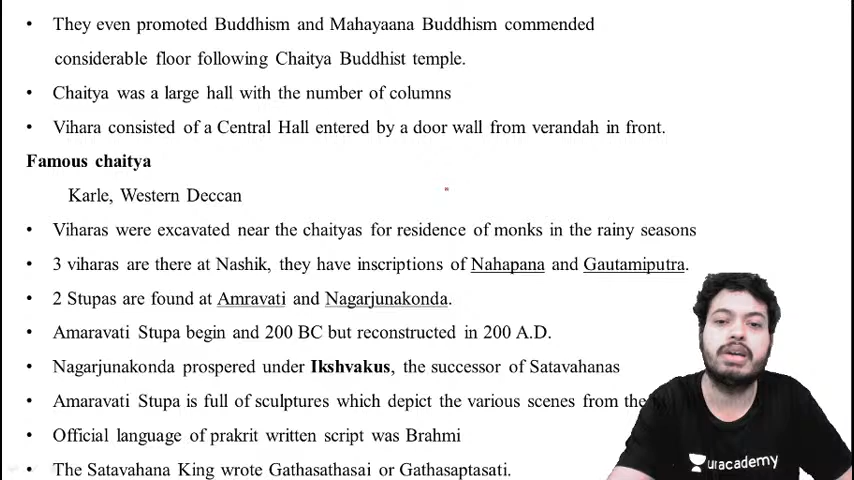 • They even promoted Buddhism and Mahayaana Buddhism commended
considerable floor following Chaitya Buddhist temple.
• Chaitya was a large hall with the number of columns
• Vihara consisted of a Central Hall entered by a door wall from verandah in front.
Famous chaitya
Karle, Western Deccan
• Viharas were excavated near the chaityas for residence of monks in the rainy seasons
• 3 viharas are there at Nashik, they have inscriptions of Nahapana and Gautamiputra.
• 2 Stupas are found at Amravati and Nagarjunakonda.
• Amaravati Stupa begin and 200 BC but reconstructed in 200 A.D.
• Nagarjunakonda prospered under Ikshvakus, the successor of Satavahanas
• Amaravati Stupa is full of sculptures which depict the various scenes from the
• Official language of prakrit written script was Brahmi
• The Satavahana King wrote Gathasathasai or Gathasaptasati.
unacademy